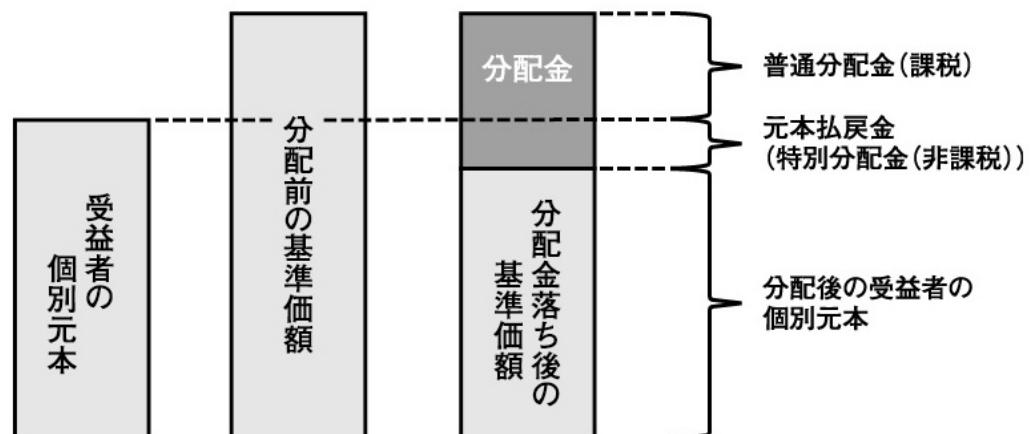 受益者の
個別元本
分配前の基準価額
分配金
分配金落ち後の
基準価額
普通分配金（課税）
元本払戻金
（特別分配金（非課税））
分配後の受益者の
個別元本